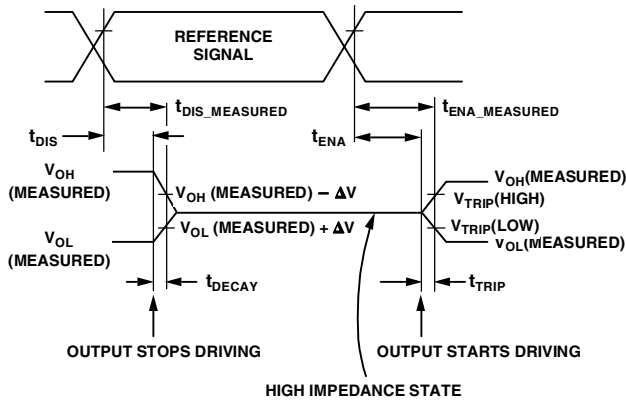 REFERENCE
SIGNAL
tDIS_MEASURED
tENA_MEASURED
tDIS
tENA
VOH
(MEASURED)
VOH (MEASURED) – ΔV
VOH(MEASURED)
VTRIP(HIGH)
VOL
(MEASURED)
VOL (MEASURED) + ΔV
VTRIP(LOW)
VOL(MEASURED)
tDECAY
tTRIP
OUTPUT STOPS DRIVING
OUTPUT STARTS DRIVING
HIGH IMPEDANCE STATE